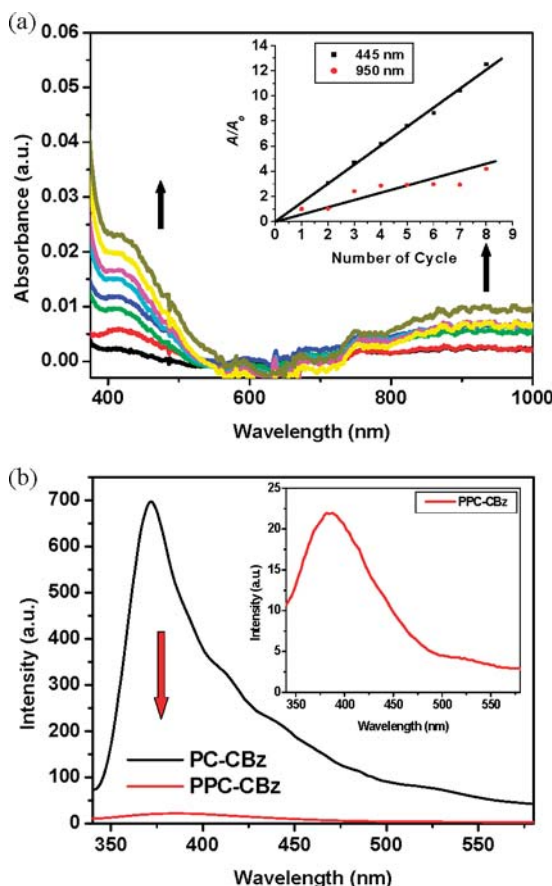 (a)
0.06
0.05
0.04
0.03
0.02
0.01
0.00
Absorbance (a.u.)
400 600 800 1000
Wavelength (nm)
14
12
10
8
6
4
2
0
A/Ao
445 nm
950 nm
0 1 2 3 4 5 6 7 8 9
Number of Cycle
(b)
700
600
500
400
300
200
100
0
Intensity (a.u.)
PC-CBz
PPC-CBz
350 400 450 500 550
Wavelength (nm)
25
20
15
10
5
0
Intensity (a.u.)
PPC-CBz
350 400 450 500 550
Wavelength (nm)